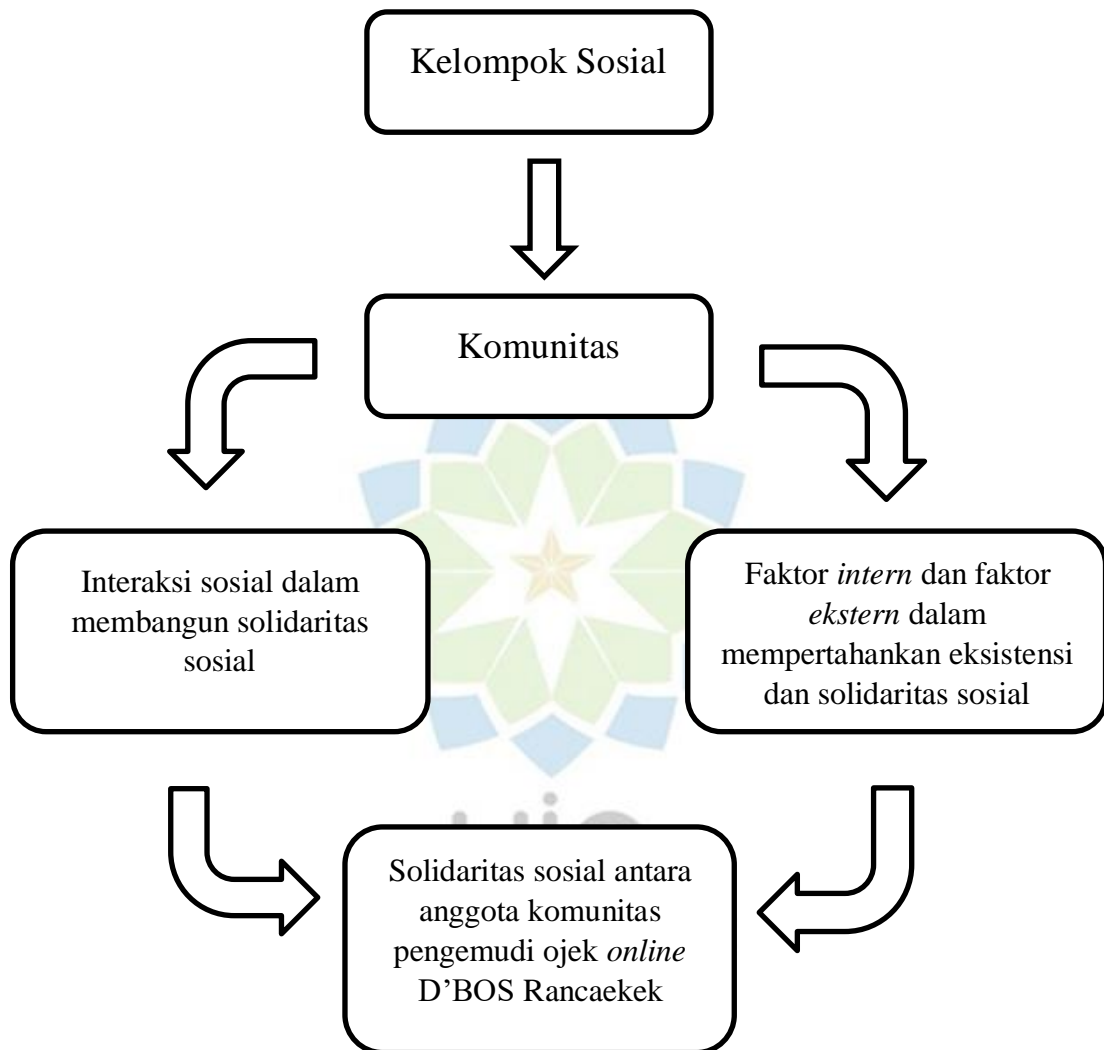 Kelompok Sosial
Komunitas
Interaksi sosial dalam
membangun solidaritas
sosial
Faktor intern dan faktor
ekstern dalam
mempertahankan eksistensi
dan solidaritas sosial
Solidaritas sosial antara
anggota komunitas
pengemudi ojek online
D’BOS Rancaekek